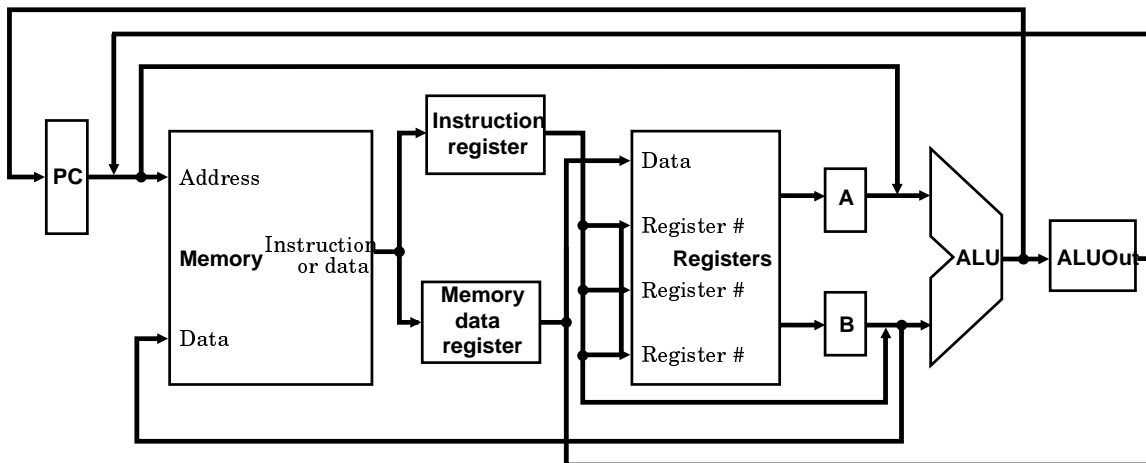 PC
Address
Memory
Instruction
or data
Data
Instruction
register
Memory
data
register
Data
Register #
Registers
Register #
Register #
A
B
ALU
ALUOut